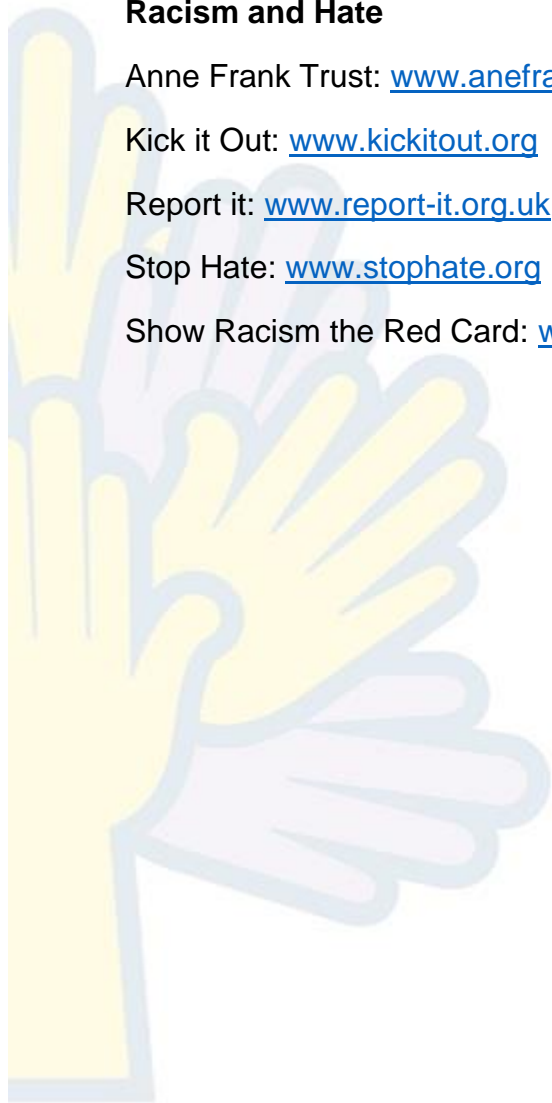 Racism and Hate
Anne Frank Trust: www.anefra
Kick it Out: www.kickitout.org
Report it: www.report-it.org.uk
Stop Hate: www.stophate.org
Show Racism the Red Card: w